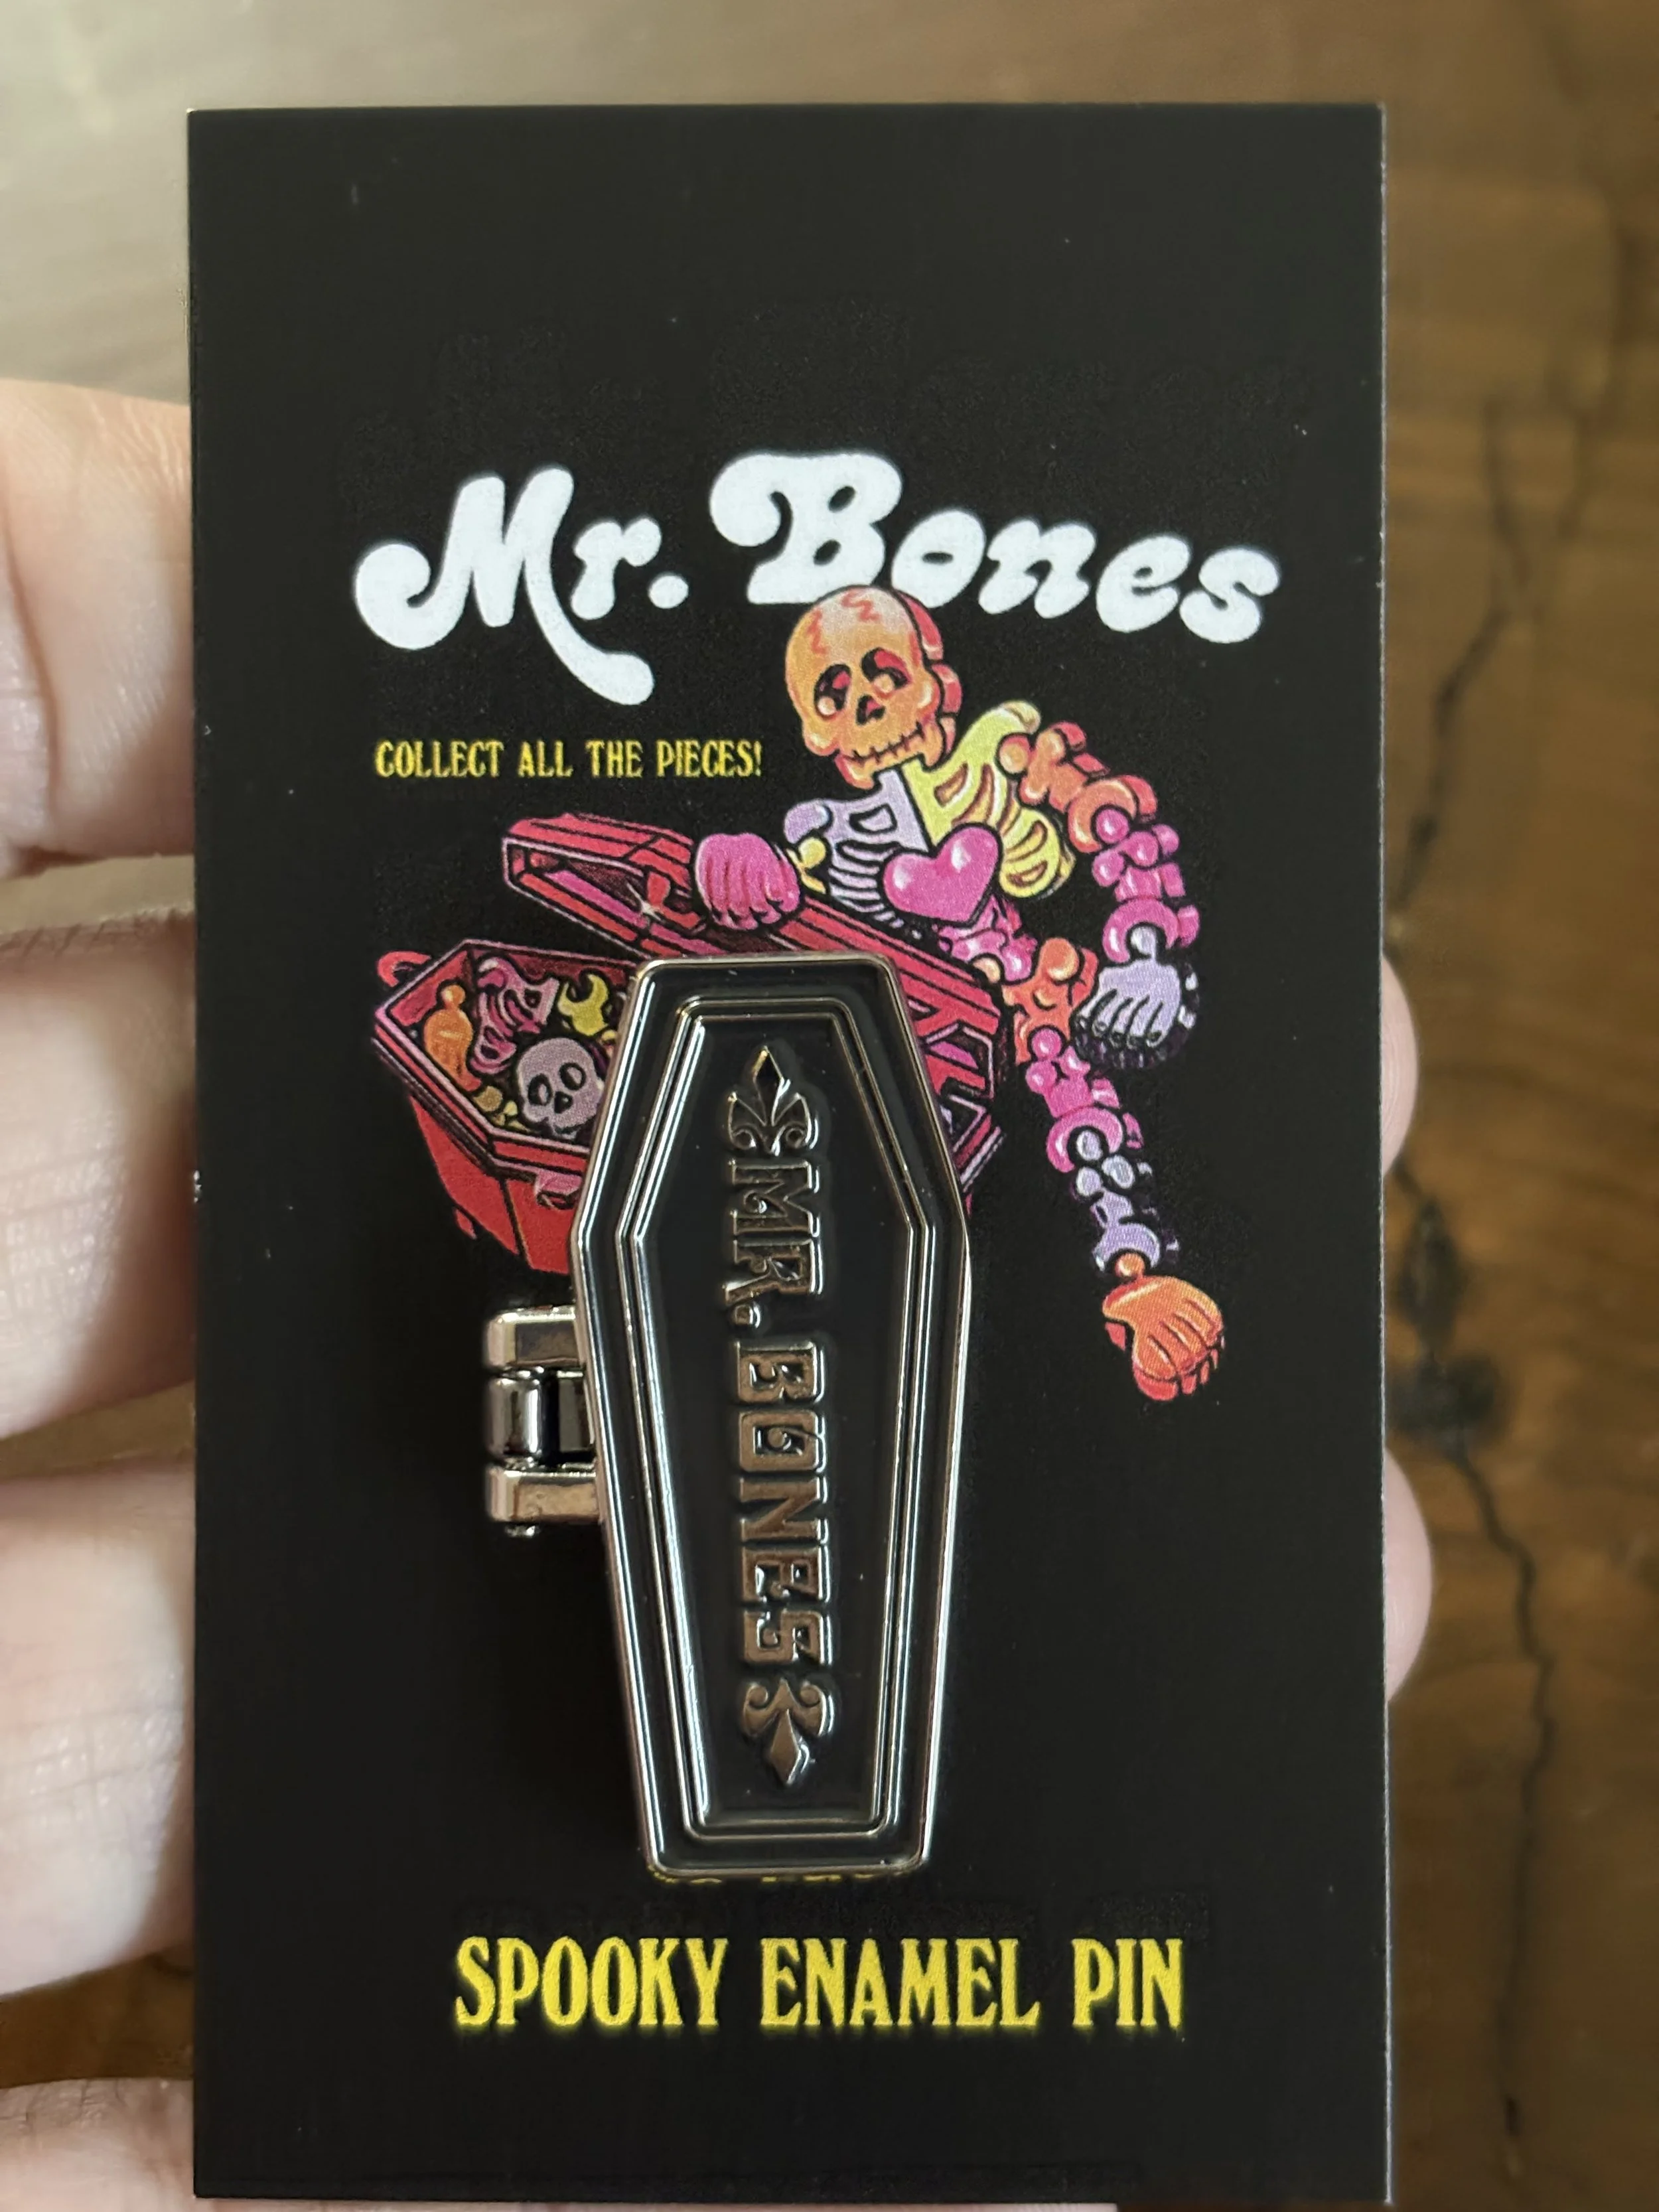 Mr. Bones
COLLECT ALL THE PIECES!
MR. BONES
SPOOKY ENAMEL PIN